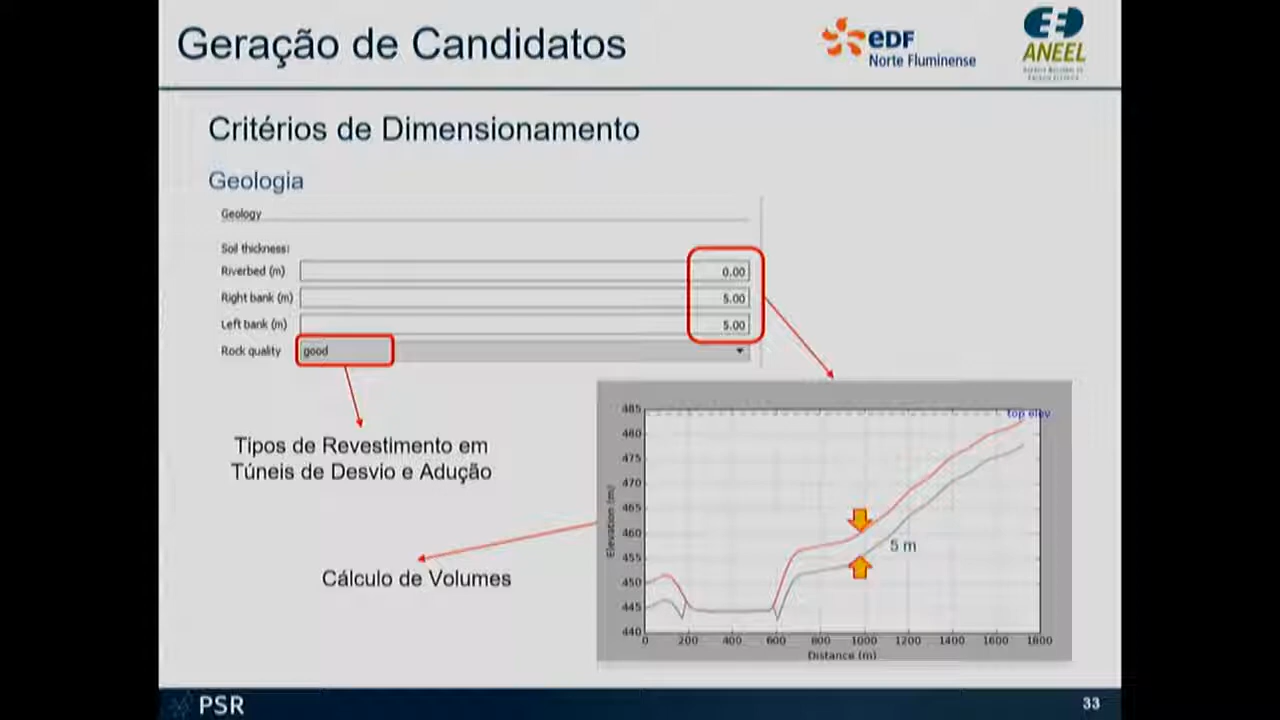 Geração de Candidatos
eDF
Norte Fluminense
ANEEL
Critérios de Dimensionamento
Geologia
Geology
Soil thickness:
Riverbed (m) 0.00
Right bank (m) 5.00
Left bank (m) 5.00
Rock quality good
Tipos de Revestimento em
Túneis de Desvio e Adução
Cálculo de Volumes
top elev
485
480
475
470
465
460
455
450
445
440
Elevation (m)
5 m
0 200 400 600 800 1000 1200 1400 1600 1800
Distance (m)
PSR
33